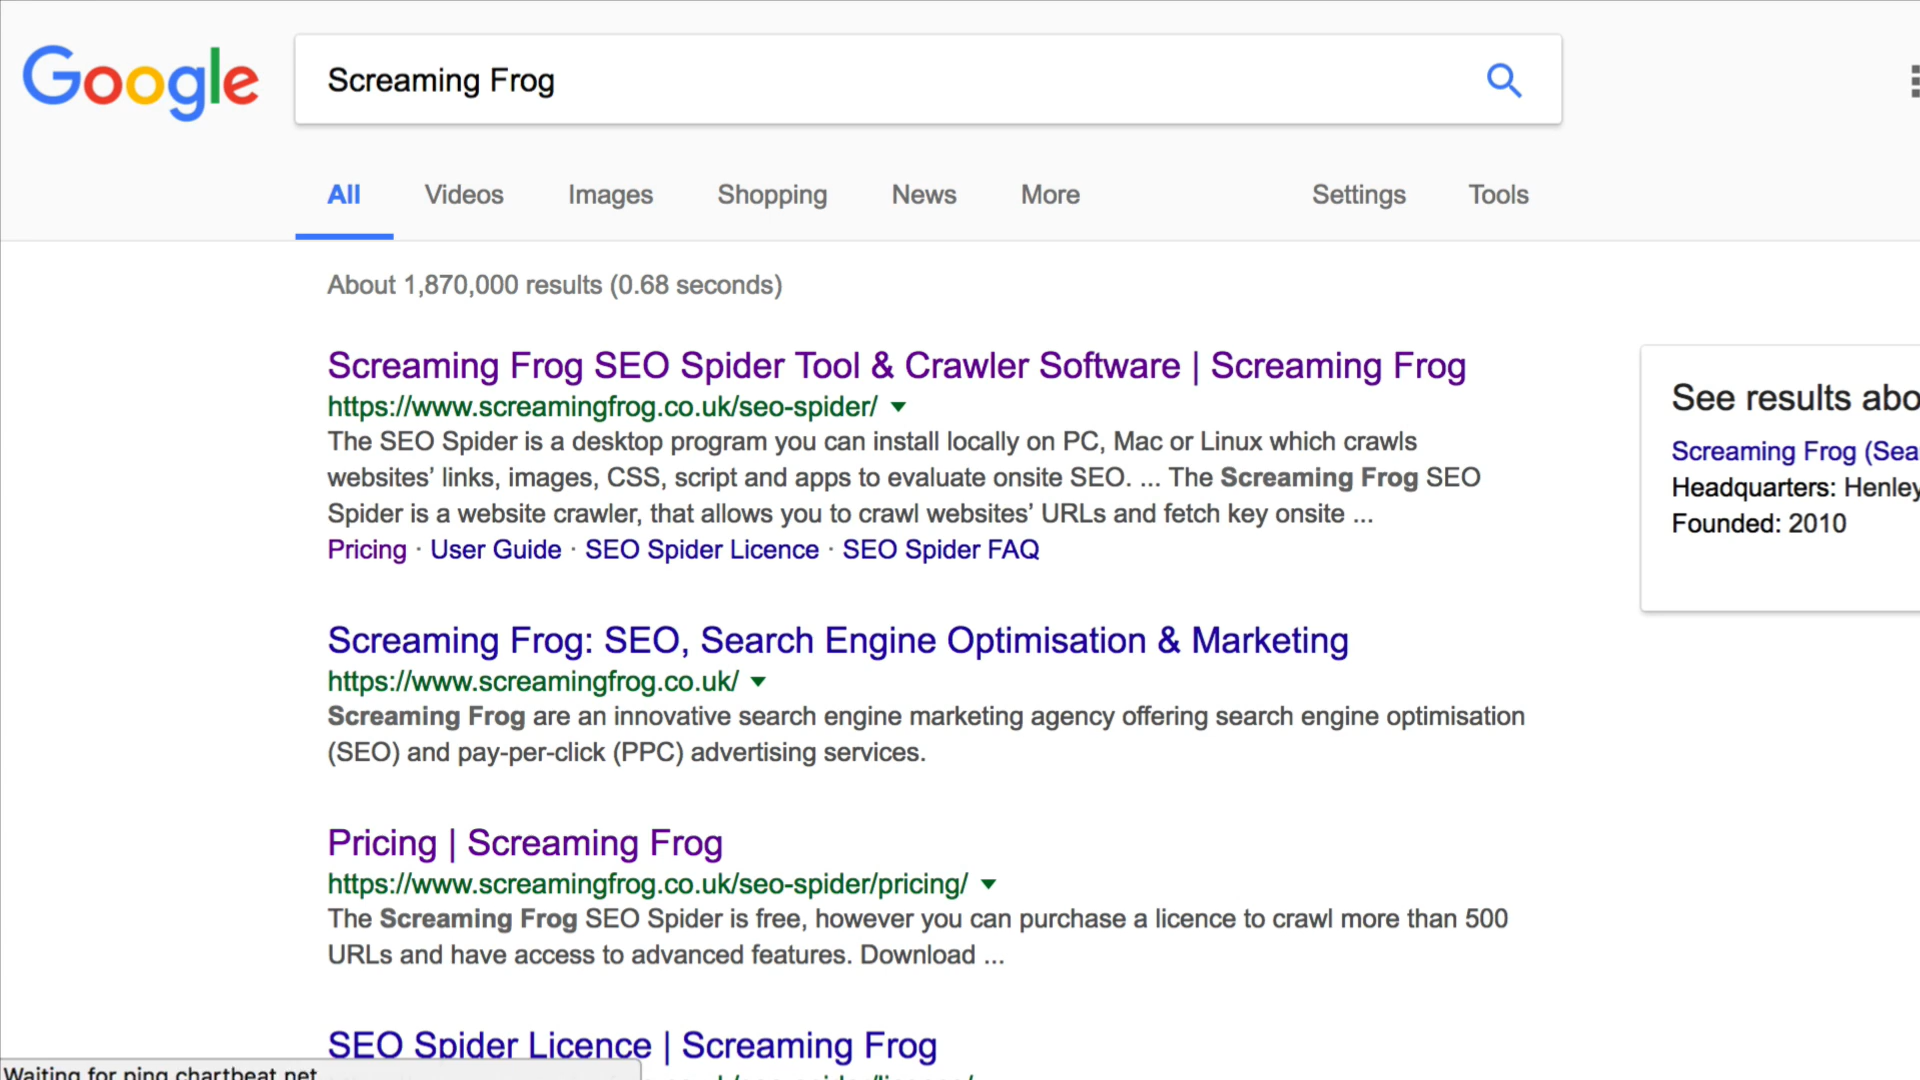 Google
Screaming Frog
All Videos Images Shopping News More Settings Tools
About 1,870,000 results (0.68 seconds)
Screaming Frog SEO Spider Tool & Crawler Software | Screaming Frog
https://www.screamingfrog.co.uk/seo-spider/
The SEO Spider is a desktop program you can install locally on PC, Mac or Linux which crawls
websites’ links, images, CSS, script and apps to evaluate onsite SEO. ... The Screaming Frog SEO
Spider is a website crawler, that allows you to crawl websites’ URLs and fetch key onsite ...
Pricing · User Guide · SEO Spider Licence · SEO Spider FAQ
Screaming Frog: SEO, Search Engine Optimisation & Marketing
https://www.screamingfrog.co.uk/
Screaming Frog are an innovative search engine marketing agency offering search engine optimisation
(SEO) and pay-per-click (PPC) advertising services.
Pricing | Screaming Frog
https://www.screamingfrog.co.uk/seo-spider/pricing/
The Screaming Frog SEO Spider is free, however you can purchase a licence to crawl more than 500
URLs and have access to advanced features. Download ...
SEO Spider Licence | Screaming Frog
Waiting for ping.chartbeat.net
See results abo
Screaming Frog (Sea
Headquarters: Henley
Founded: 2010